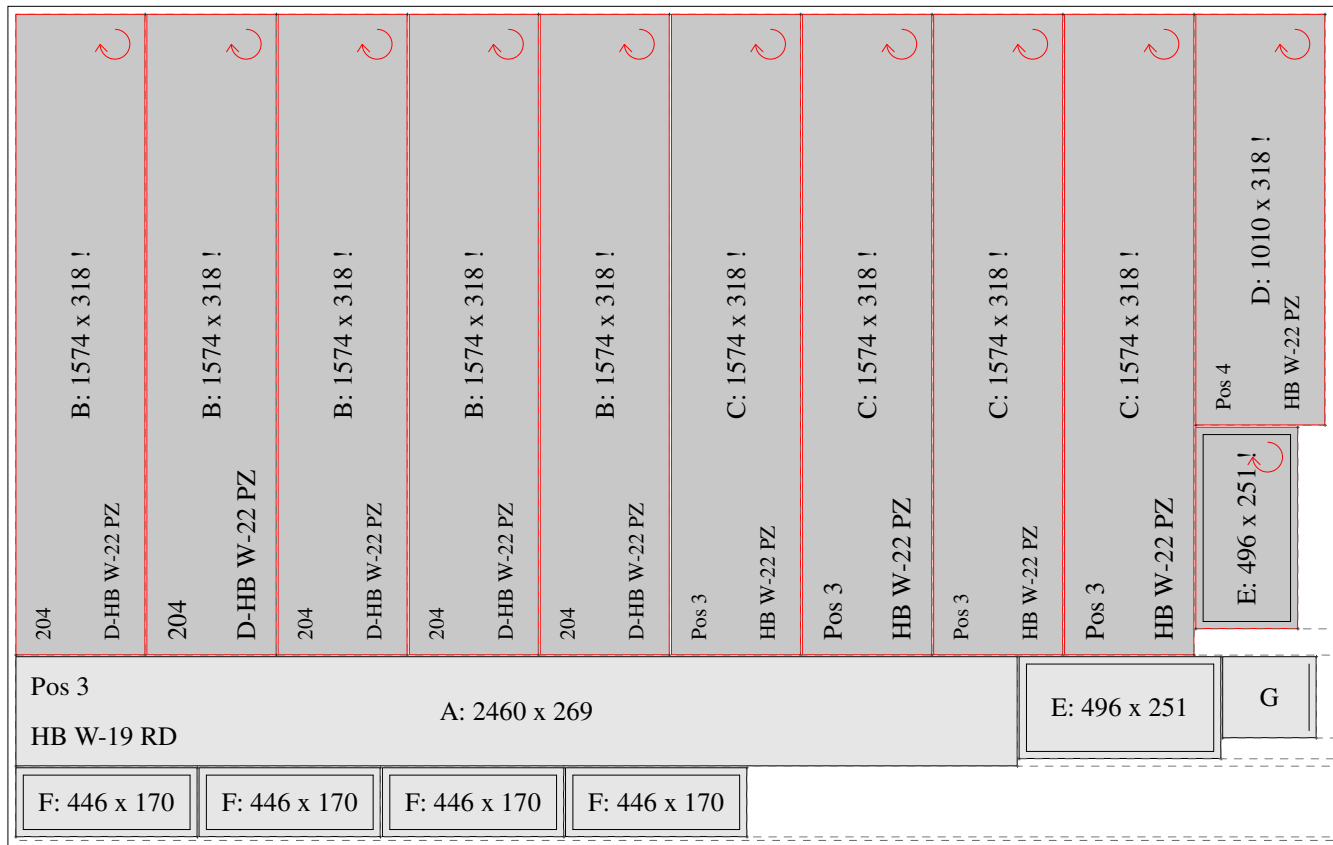 B: 1574 x 318 !
204
D-HB W-22 PZ
B: 1574 x 318 !
204
D-HB W-22 PZ
B: 1574 x 318 !
204
D-HB W-22 PZ
B: 1574 x 318 !
204
D-HB W-22 PZ
B: 1574 x 318 !
204
D-HB W-22 PZ
C: 1574 x 318 !
Pos 3
HB W-22 PZ
C: 1574 x 318 !
Pos 3
HB W-22 PZ
C: 1574 x 318 !
Pos 3
HB W-22 PZ
C: 1574 x 318 !
Pos 3
HB W-22 PZ
D: 1010 x 318 !
Pos 4
HB W-22 PZ
E: 496 x 251 !
Pos 3
HB W-19 RD
A: 2460 x 269
E: 496 x 251
G
F: 446 x 170
F: 446 x 170
F: 446 x 170
F: 446 x 170